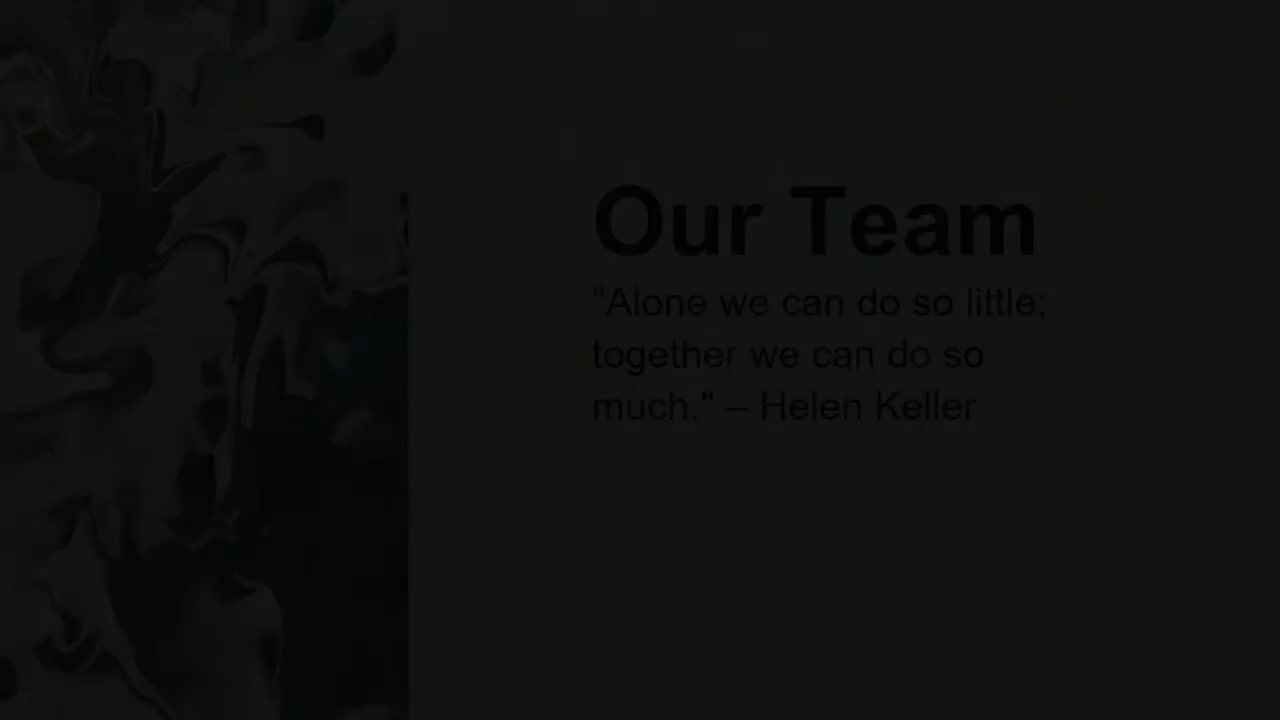 Our Team
"Alone we can do so little;
together we can do so
much." – Helen Keller